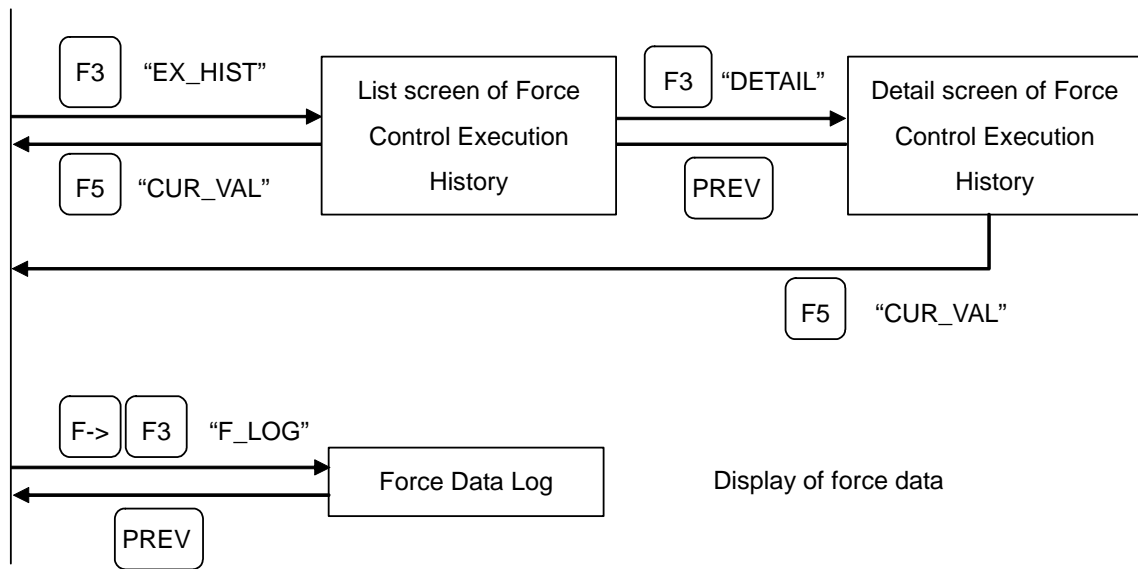 F3 “EX_HIST”
List screen of Force
Control Execution
History
F3 “DETAIL”
Detail screen of Force
Control Execution
History
F5 “CUR_VAL”
PREV
F5 “CUR_VAL”
F-> F3 “F_LOG”
Force Data Log
Display of force data
PREV